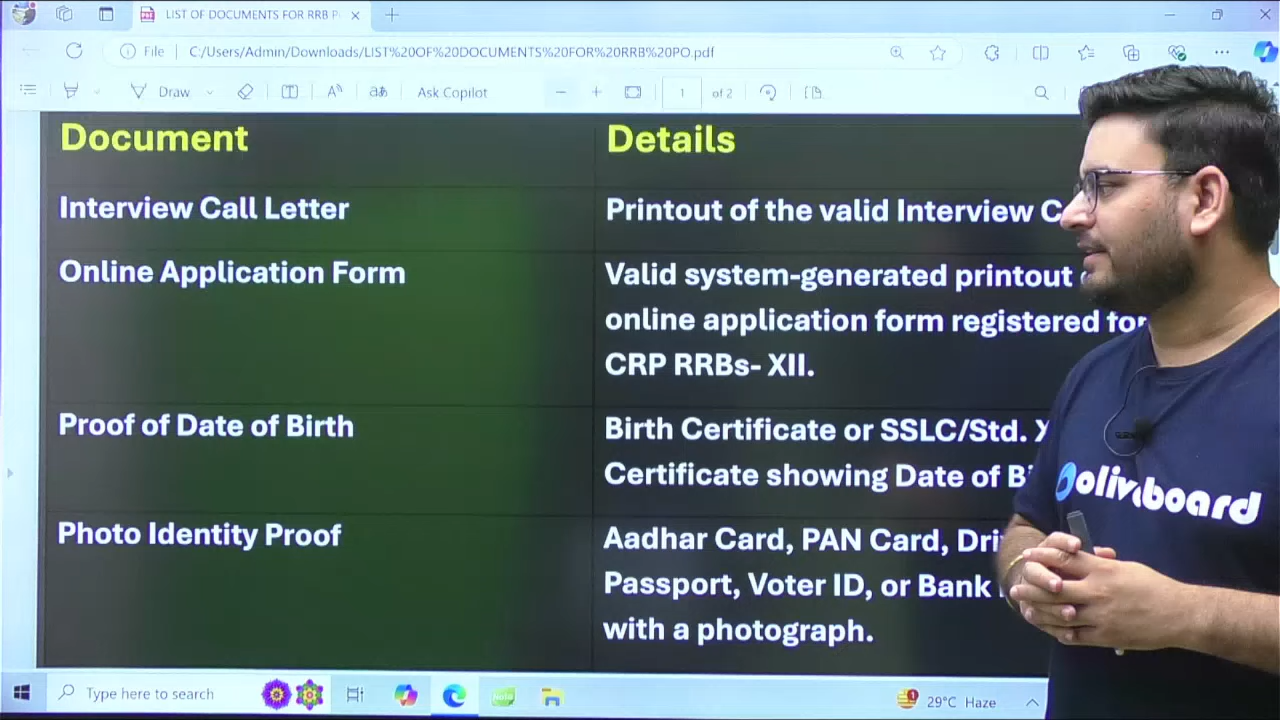 LIST OF DOCUMENTS FOR RRB P
File
C:/Users/Admin/Downloads/LIST%20OF%20DOCUMENTS%20FOR%20RRB%20PO.pdf
Draw
Ask Copilot
1
of 2
Document
Details
Interview Call Letter
Printout of the valid Interview C
Online Application Form
Valid system-generated printout
online application form registered for
CRP RRBs- XII.
Proof of Date of Birth
Birth Certificate or SSLC/Std. X
Certificate showing Date of Bi
Photo Identity Proof
Aadhar Card, PAN Card, Dri
Passport, Voter ID, or Bank
with a photograph.
oliveboard
Type here to search
29°C Haze